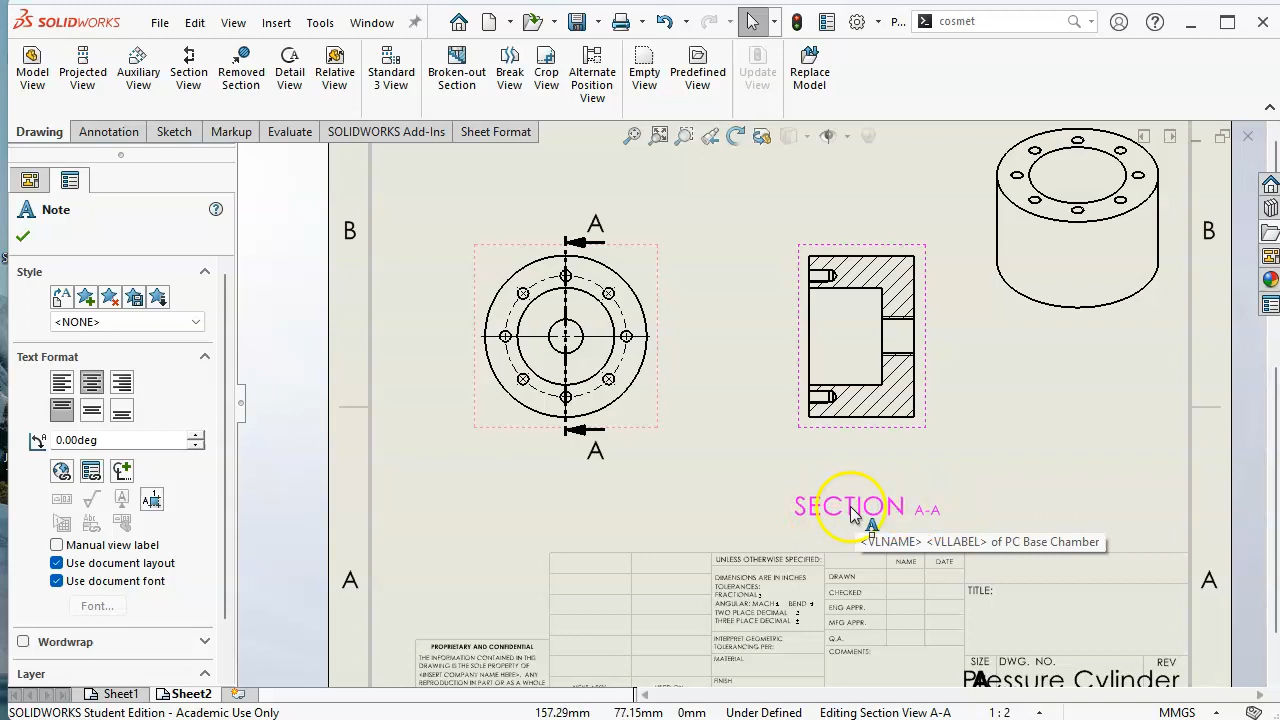 SOLIDWORKS
File Edit View Insert Tools Window
P...
cosmet
Model View
Projected View
Auxiliary View
Section View
Removed Section
Detail View
Relative View
Standard 3 View
Broken-out Section
Break View
Crop View
Alternate Position View
Empty View
Predefined View
Update View
Replace Model
Drawing Annotation Sketch Markup Evaluate SOLIDWORKS Add-Ins Sheet Format
Note
Style
<NONE>
Text Format
0.00deg
Manual view label
Use document layout
Use document font
Font...
Wordwrap
Layer
B
B
A
A
A
A
SECTION A-A
<VLNAME> <VLLABEL> of PC Base Chamber
UNLESS OTHERWISE SPECIFIED:
DIMENSIONS ARE IN INCHES
TOLERANCES:
FRACTIONAL±
ANGULAR: MACH± BEND ±
TWO PLACE DECIMAL ±
THREE PLACE DECIMAL ±
INTERPRET GEOMETRIC
TOLERANCING PER:
MATERIAL
FINISH
NAME DATE
DRAWN
CHECKED
ENG APPR.
MFG APPR.
Q.A.
COMMENTS:
TITLE:
SIZE DWG. NO. REV
A
Pressure Cylinder
PROPRIETARY AND CONFIDENTIAL
THE INFORMATION CONTAINED IN THIS
DRAWING IS THE SOLE PROPERTY OF
<INSERT COMPANY NAME HERE>. ANY
REPRODUCTION IN PART OR AS A WHOLE
Sheet1 Sheet2
SOLIDWORKS Student Edition - Academic Use Only 157.29mm 77.15mm 0mm Under Defined Editing Section View A-A 1 : 2 MMGS